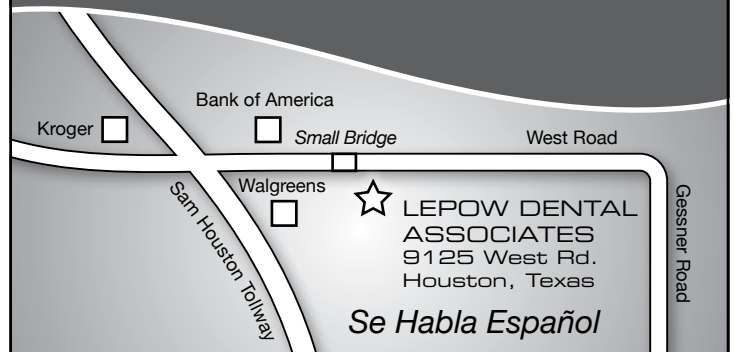 Bank of America
Kroger
Small Bridge
West Road
Walgreens
Sam Houston Tollway
Gessner Road
LEPOW DENTAL
ASSOCIATES
9125 West Rd.
Houston, Texas
Se Habla Español